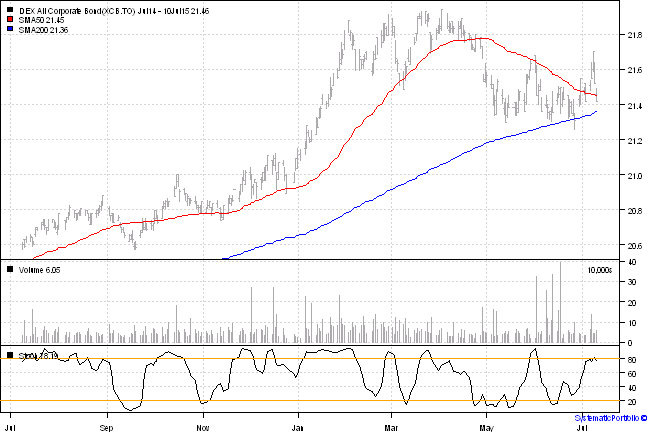 DEX All Corporate Bond(XCB.TO) Jul14 - 10Jul15 21.46
SMA50 21.45
SMA200 21.36
21.8
21.6
21.4
21.2
21.0
20.8
20.6
Volume 6.05
10,000s
40
30
20
10
0
80
60
40
20
Jul
Sep
Nov
Jan
Mar
May
Jul
SystematicPortfolio ©